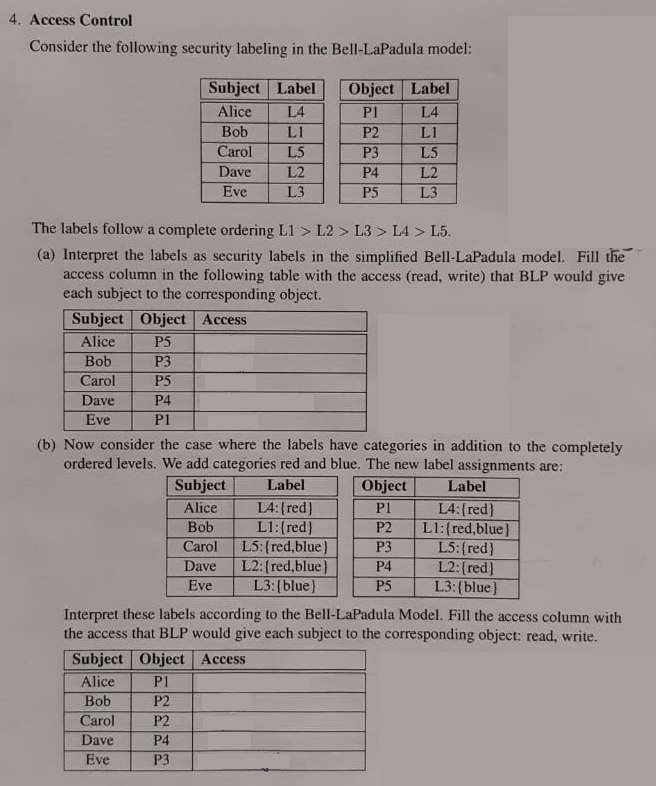 4. Access Control
Consider the following security labeling in the Bell-LaPadula model:
Subject Label Object Label
Alice L4 P1 L4
Bob L1 P2 L1
Carol L5 P3 L5
Dave L2 P4 L2
Eve L3 P5 L3
The labels follow a complete ordering L1 > L2 > L3 > L4 > L5.
(a) Interpret the labels as security labels in the simplified Bell-LaPadula model. Fill the
access column in the following table with the access (read, write) that BLP would give
each subject to the corresponding object.
Subject Object Access
Alice P5
Bob P3
Carol P5
Dave P4
Eve P1
(b) Now consider the case where the labels have categories in addition to the completely
ordered levels. We add categories red and blue. The new label assignments are:
Subject Label Object Label
Alice L4:{red} P1 L4:{red}
Bob L1:{red} P2 L1:{red,blue}
Carol L5:{red,blue} P3 L5:{red}
Dave L2:{red,blue} P4 L2:{red}
Eve L3:{blue} P5 L3:{blue}
Interpret these labels according to the Bell-LaPadula Model. Fill the access column with
the access that BLP would give each subject to the corresponding object: read, write.
Subject Object Access
Alice P1
Bob P2
Carol P2
Dave P4
Eve P3